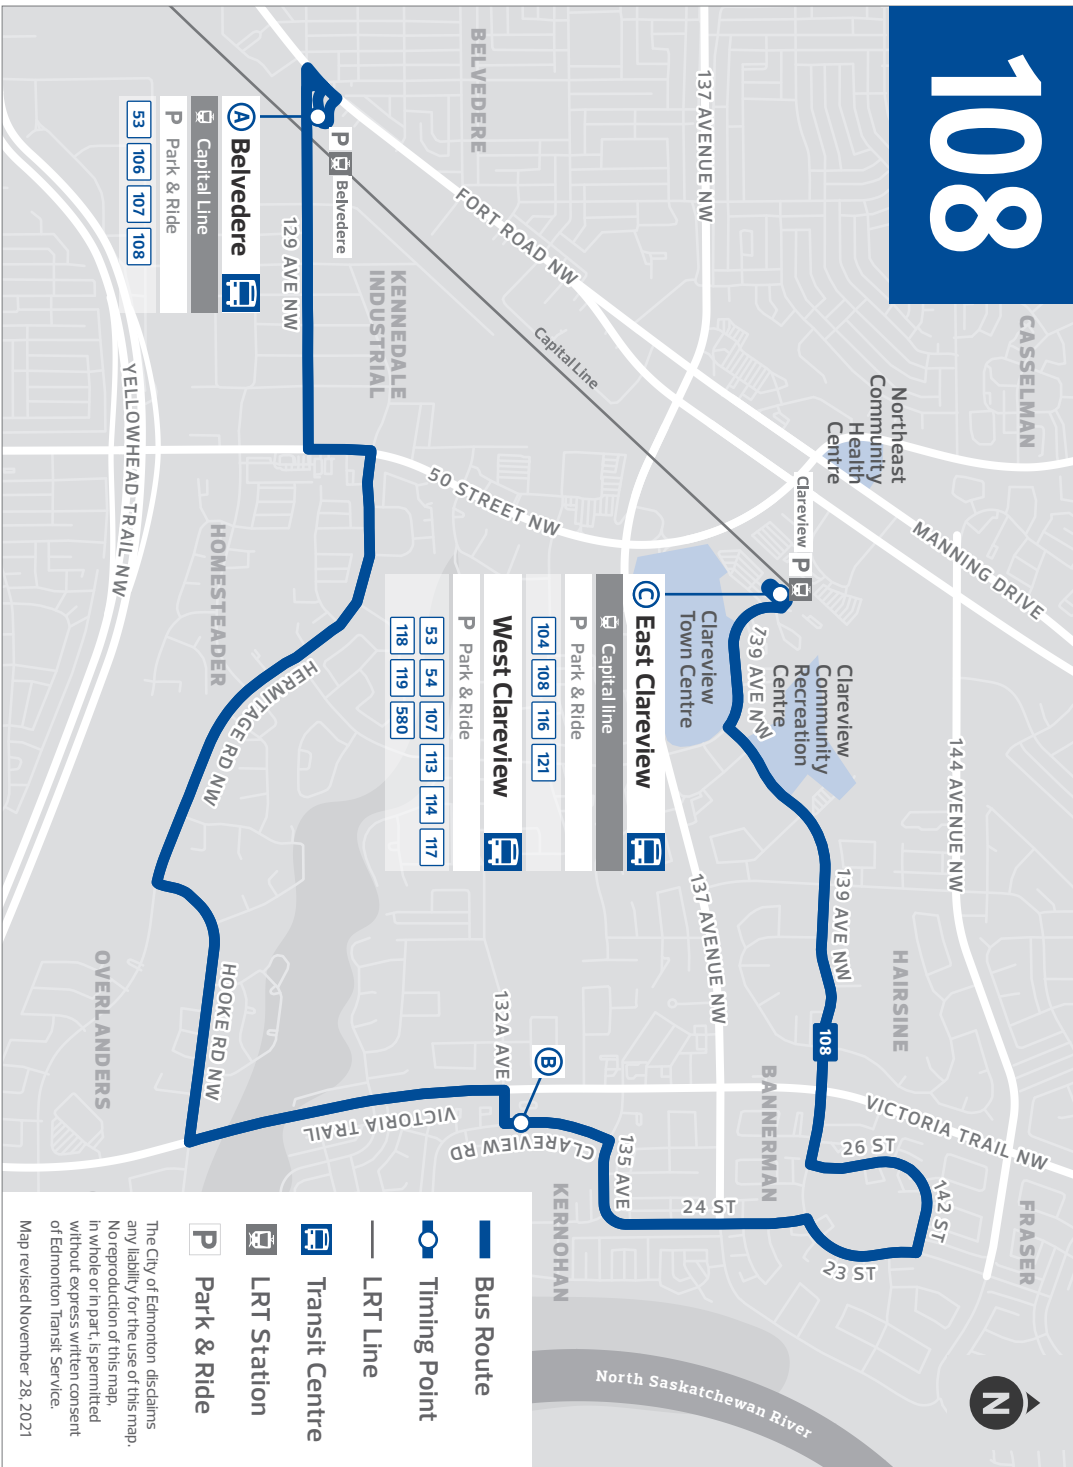 108
CASSELMAN
BELVEDERE
137 AVENUE NW
FORT ROAD NW
Northeast
Community
Health
Centre
MANNING DRIVE
144 AVENUE NW
Capital Line
Clareview
P
P
Belvedere
A Belvedere
Capital Line
P Park & Ride
53 106 107 108
129 AVE NW
KENNEDALE
INDUSTRIAL
50 STREET NW
YELLOWHEAD TRAIL NW
HOMESTEADER
HERMITAGE RD NW
Clareview
Town Centre
139 AVE NW
Clareview
Community
Recreation
Centre
C East Clareview
Capital line
P Park & Ride
104 108 116 121
West Clareview
P Park & Ride
53 54 107 113 114 117
118 119 580
137 AVENUE NW
139 AVE NW
HAIRSINE
108
VICTORIA TRAIL NW
BANNERMAN
26 ST
142 ST
FRASER
23 ST
24 ST
135 AVE
KERNOHAN
132A AVE
B
CLAREVIEW RD
VICTORIA TRAIL
HOOKE RD NW
OVERLANDERS
North Saskatchewan River
N
Bus Route
Timing Point
LRT Line
Transit Centre
LRT Station
P Park & Ride
The City of Edmonton disclaims
any liability for the use of this map.
No reproduction of this map,
in whole or in part, is permitted
without express written consent
of Edmonton Transit Service.
Map revised November 28, 2021